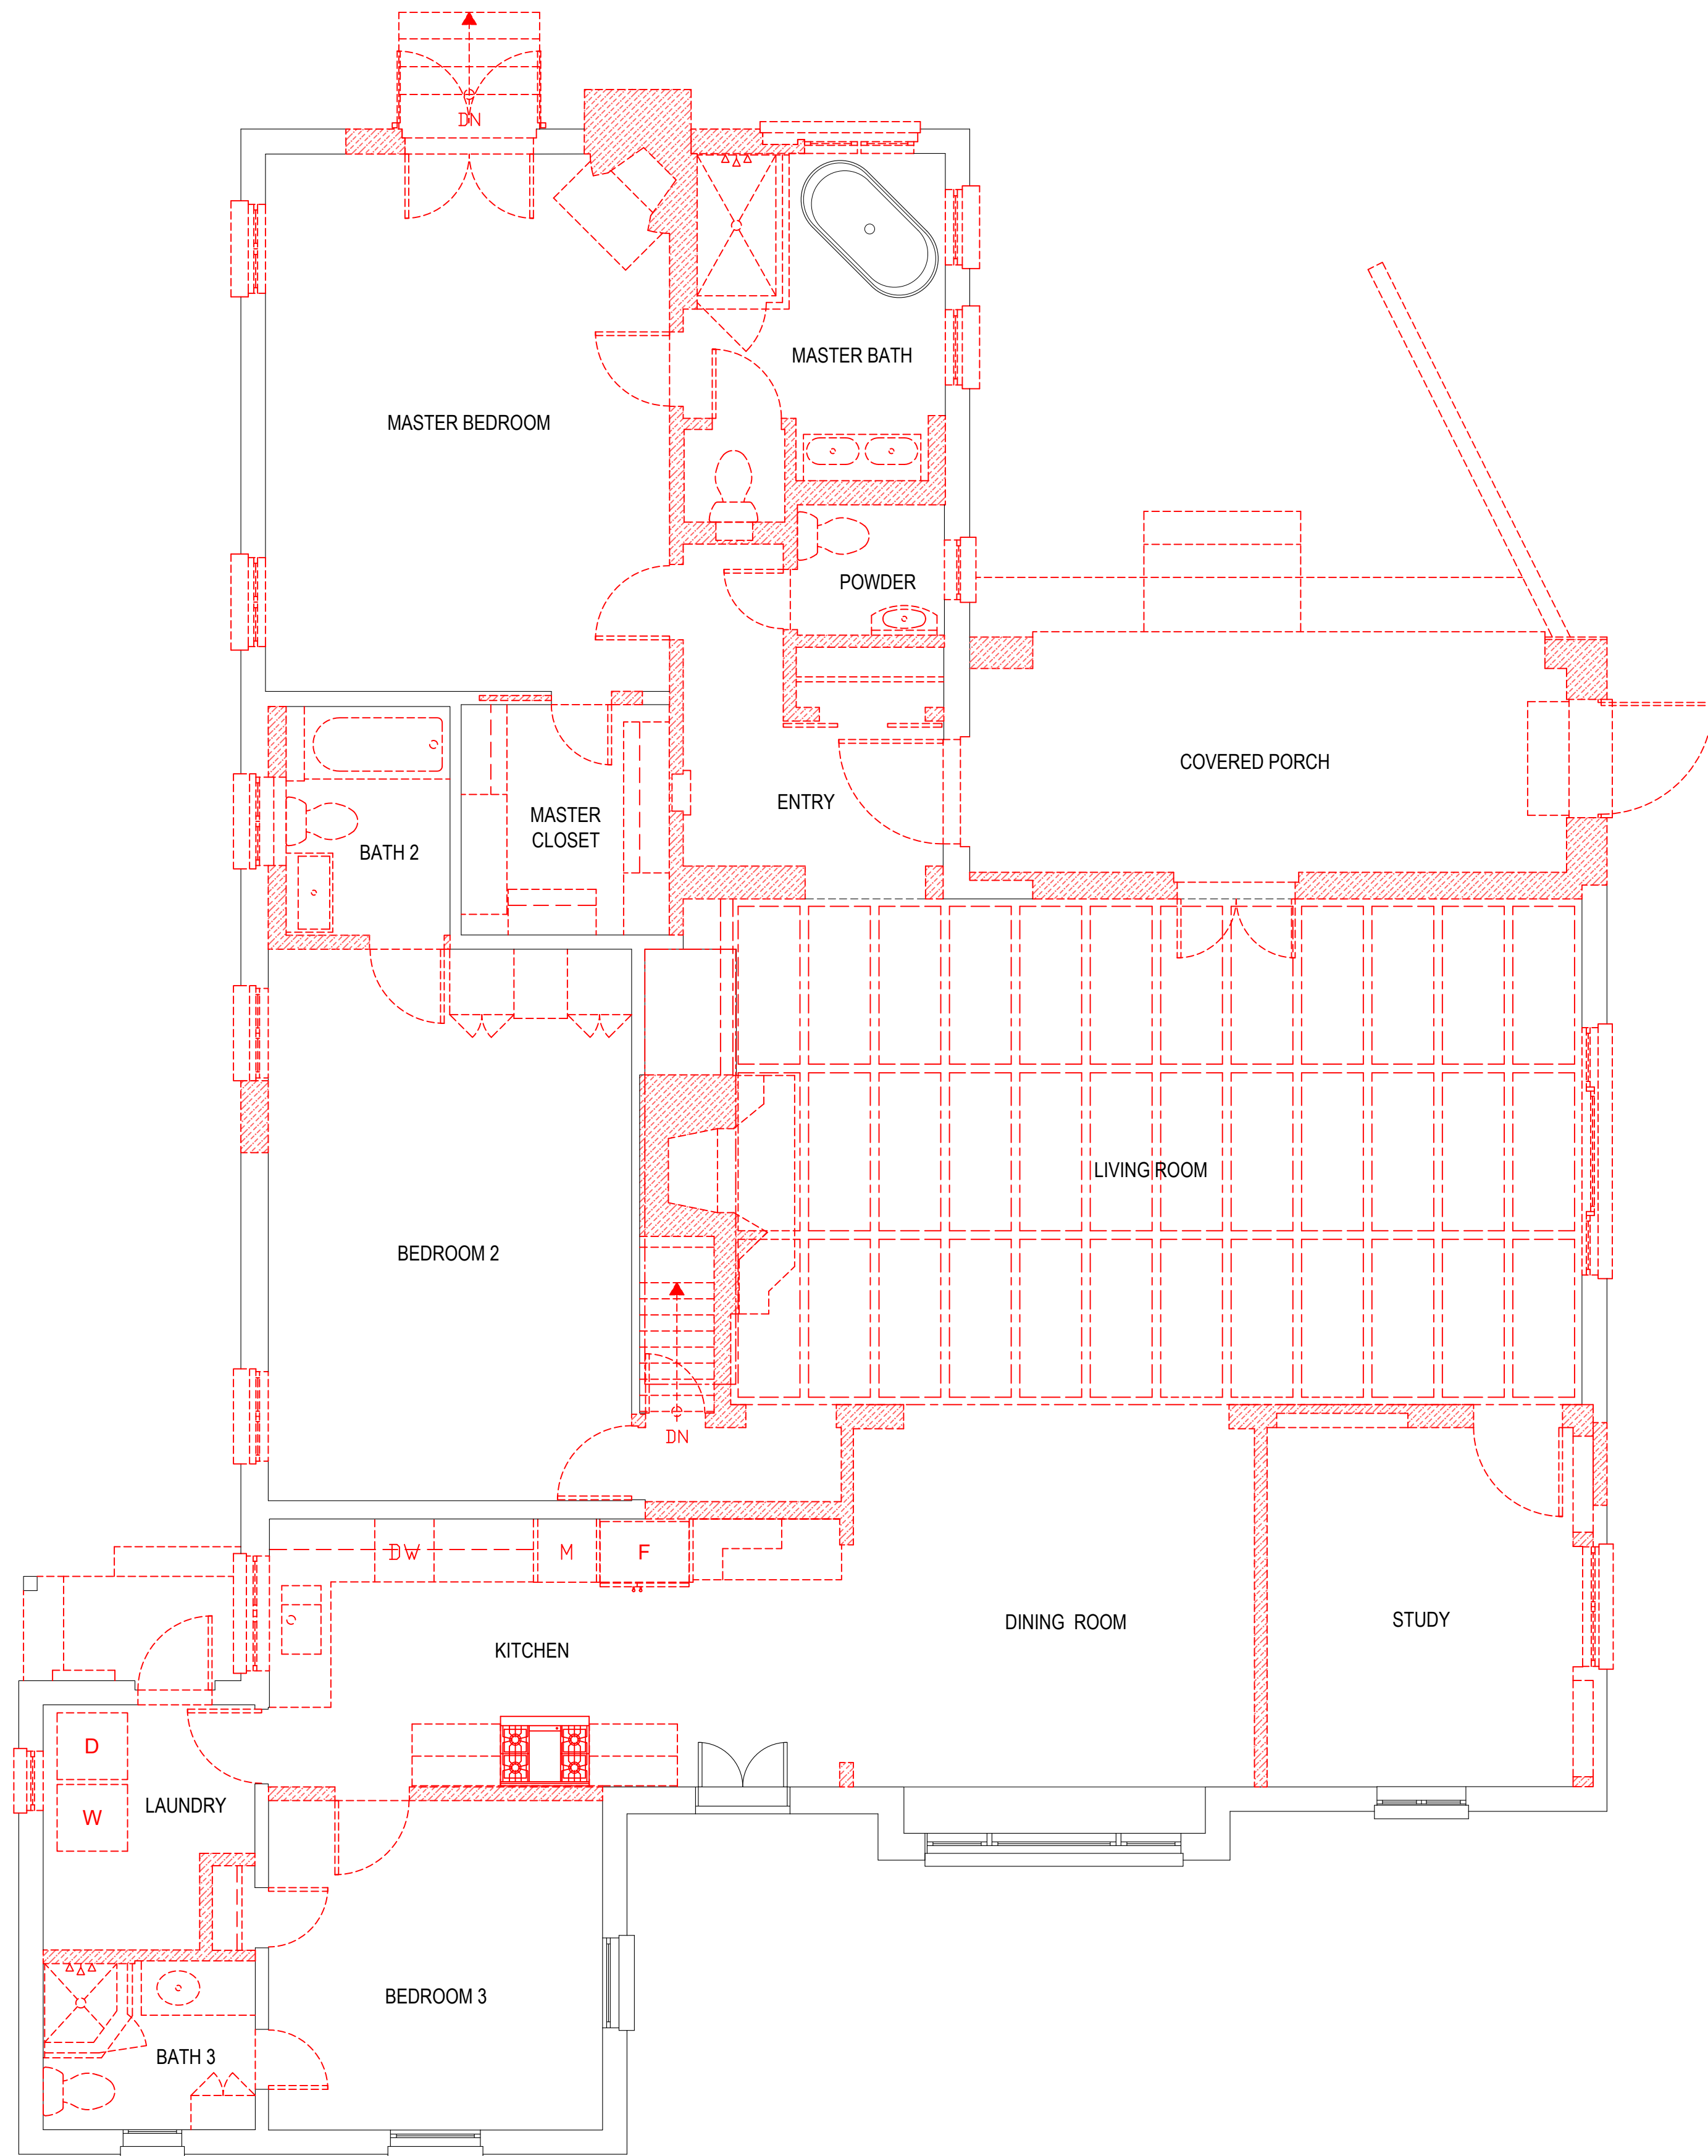 DN
MASTER BATH
MASTER BEDROOM
POWDER
COVERED PORCH
ENTRY
MASTER
CLOSET
BATH 2
LIVING ROOM
BEDROOM 2
DN
DW
M
F
DINING ROOM
STUDY
KITCHEN
D
LAUNDRY
W
BEDROOM 3
BATH 3